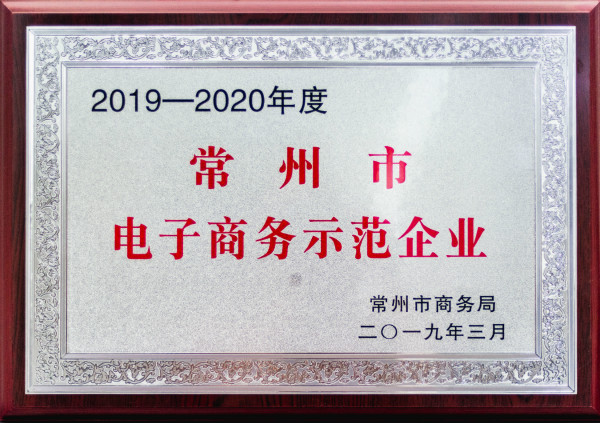 2019—2020年度
常州市
电子商务示范企业
常州市商务局
二〇一九年三月